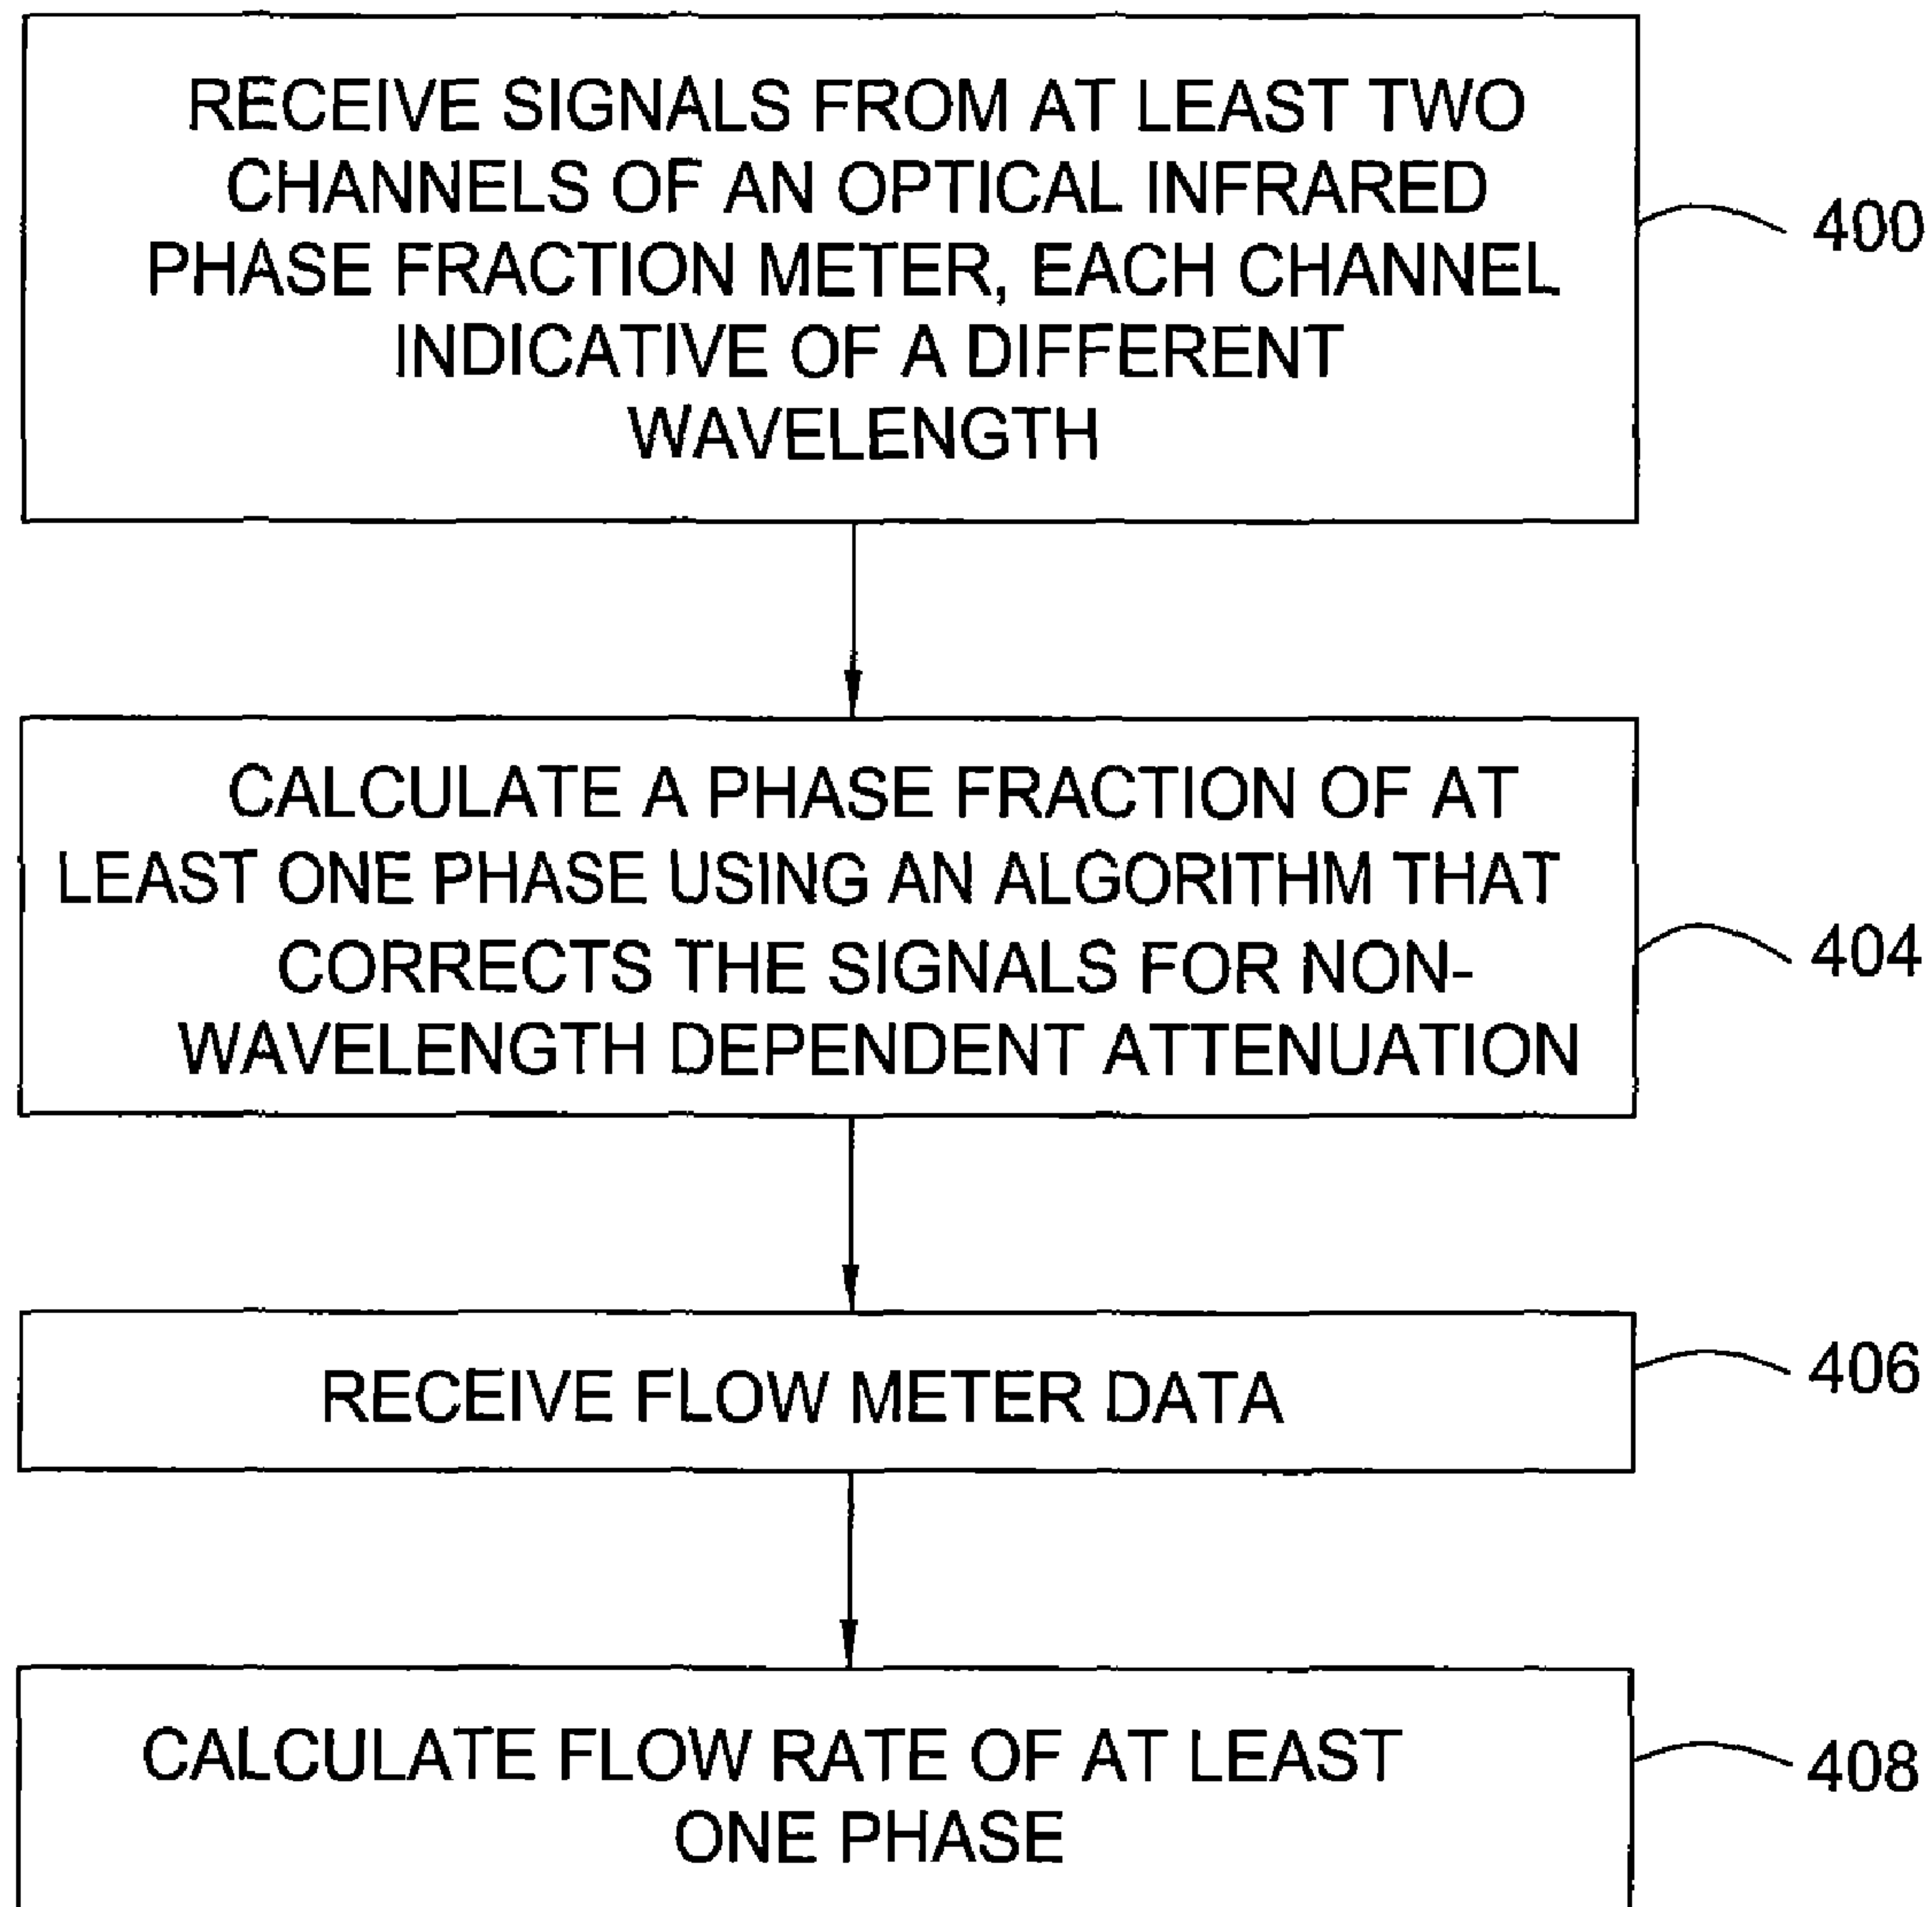 RECEIVE SIGNALS FROM AT LEAST TWO
CHANNELS OF AN OPTICAL INFRARED
PHASE FRACTION METER, EACH CHANNEL
INDICATIVE OF A DIFFERENT
WAVELENGTH
400
CALCULATE A PHASE FRACTION OF AT
LEAST ONE PHASE USING AN ALGORITHM THAT
CORRECTS THE SIGNALS FOR NON-
WAVELENGTH DEPENDENT ATTENUATION
404
RECEIVE FLOW METER DATA
406
CALCULATE FLOW RATE OF AT LEAST
ONE PHASE
408